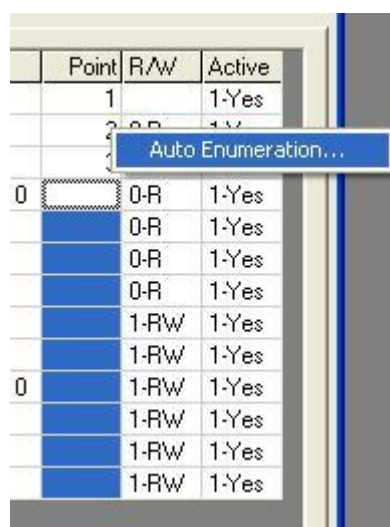 Point R/W Active
1 1-Yes
2
Auto Enumeration...
0 0-R 1-Yes
0-R 1-Yes
0-R 1-Yes
0-R 1-Yes
1-RW 1-Yes
1-RW 1-Yes
0 1-RW 1-Yes
1-RW 1-Yes
1-RW 1-Yes
1-RW 1-Yes